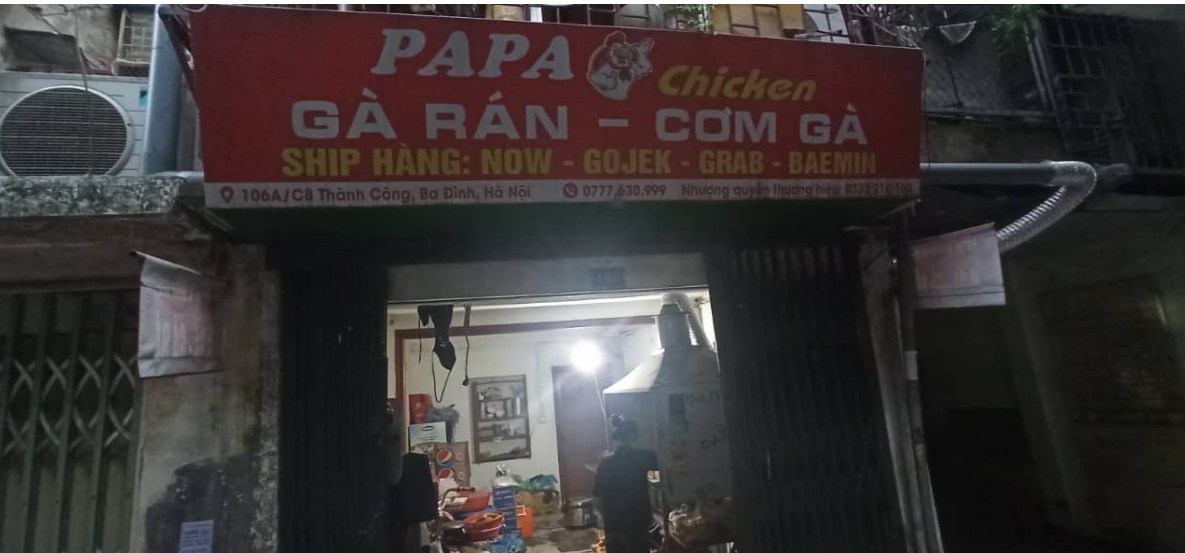 PAPA Chicken
GÀ RÁN - CƠM GÀ
SHIP HÀNG: NOW - GOJEK - GRAB - BAEMIN
106A/C8 Thành Công, Ba Đình, Hà Nội 0777.630.999 Nhượng quyền thương hiệu: